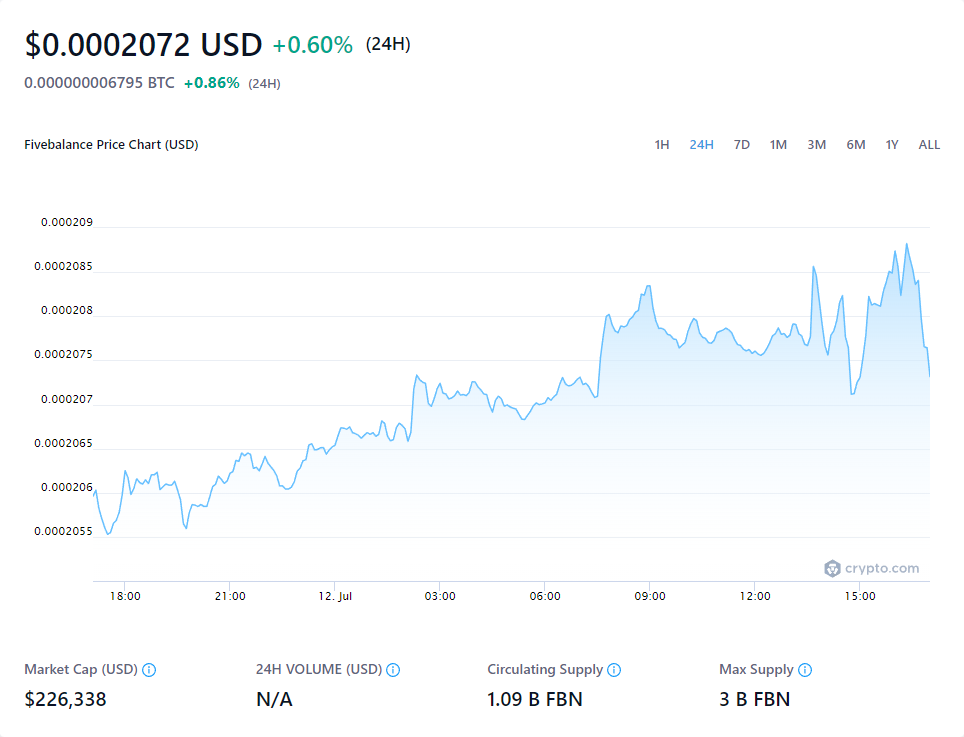 $0.0002072 USD +0.60% (24H)
0.000000006795 BTC +0.86% (24H)
Fivebalance Price Chart (USD) 1H 24H 7D 1M 3M 6M 1Y ALL
0.000209
0.0002085
0.000208
0.0002075
0.000207
0.0002065
0.000206
0.0002055
crypto.com
18:00 21:00 12. Jul 03:00 06:00 09:00 12:00 15:00
Market Cap (USD) 24H VOLUME (USD) Circulating Supply Max Supply
$226,338 N/A 1.09 B FBN 3 B FBN